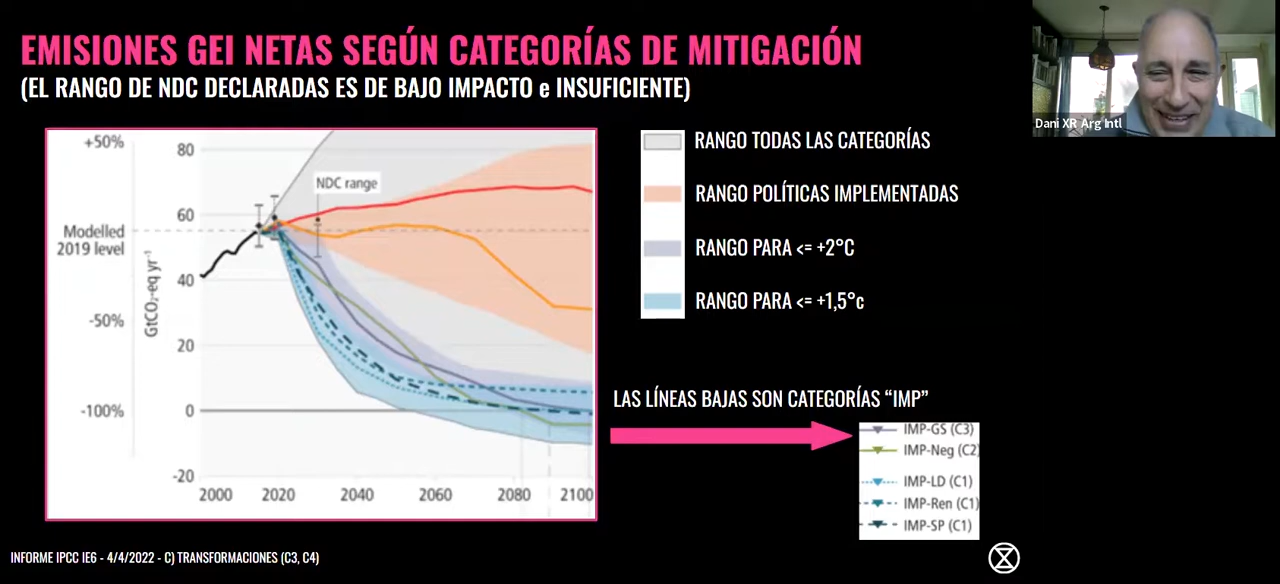 EMISIONES GEI NETAS SEGÚN CATEGORÍAS DE MITIGACIÓN
(EL RANGO DE NDC DECLARADAS ES DE BAJO IMPACTO e INSUFICIENTE)
Dani XR Arg Intl
+50%
Modelled
2019 level
-50%
-100%
GtCO₂-eq yr⁻¹
80
60
40
20
0
-20
NDC range
2000 2020 2040 2060 2080 2100
RANGO TODAS LAS CATEGORÍAS
RANGO POLÍTICAS IMPLEMENTADAS
RANGO PARA <= +2°C
RANGO PARA <= +1,5°c
LAS LÍNEAS BAJAS SON CATEGORÍAS “IMP”
IMP-GS (C3)
IMP-Neg (C2)
IMP-LD (C1)
IMP-Ren (C1)
IMP-SP (C1)
INFORME IPCC IE6 - 4/4/2022 - C) TRANSFORMACIONES (C3, C4)